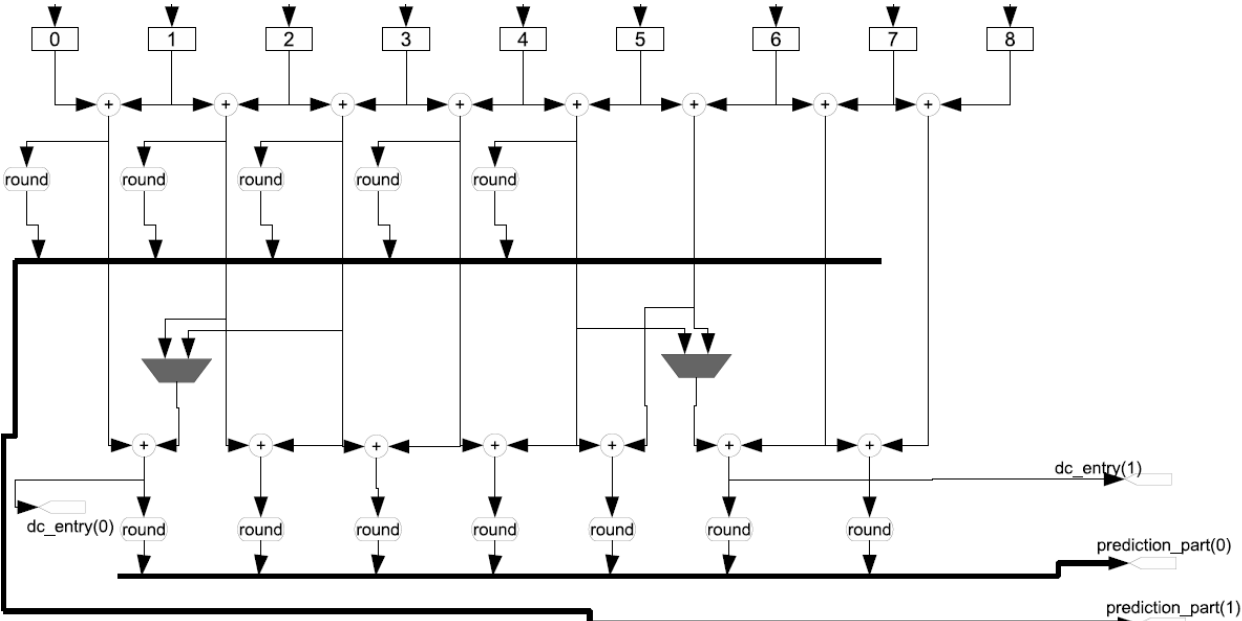 0 1 2 3 4 5 6 7 8
+ + + + + + + +
round round round round round
+ + + + + + +
dc_entry(1)
dc_entry(0) round round round round round round round
prediction_part(0)
prediction_part(1)